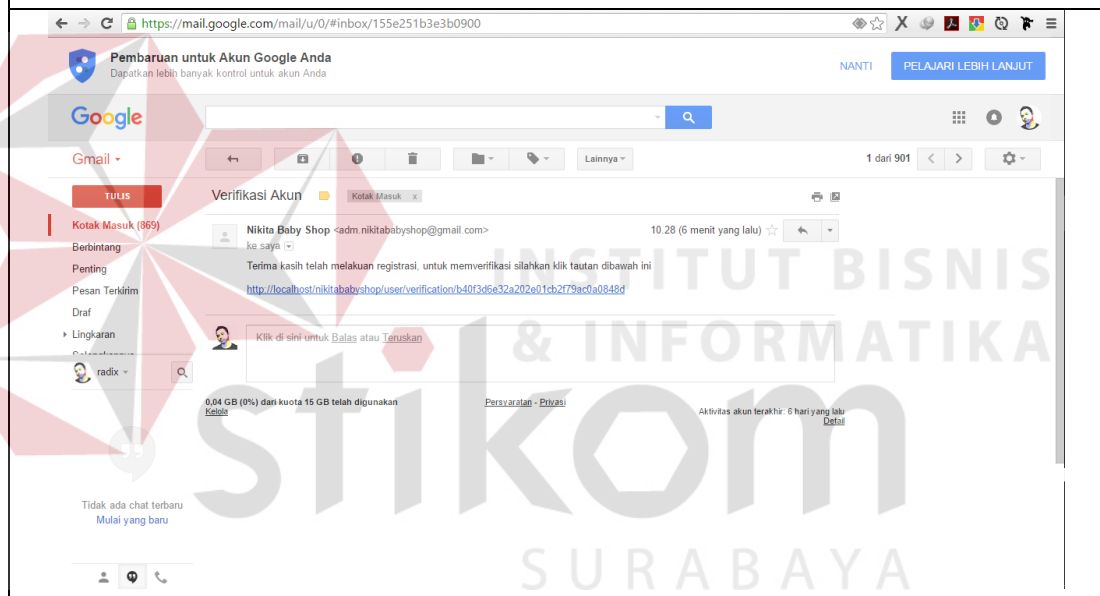 https://mail.google.com/mail/u/0/#inbox/155e251b3e3b0900
Pembaruan untuk Akun Google Anda
Dapatkan lebih banyak kontrol untuk akun Anda
NANTI
PELAJARI LEBIH LANJUT
Google
Gmail
Lainnya
1 dari 901
TULIS
Verifikasi Akun
Kotak Masuk x
Kotak Masuk (869)
Berbintang
Penting
Pesan Terkirim
Draf
Lingkaran
Nikita Baby Shop <adm.nikitababyshop@gmail.com>
10.28 (6 menit yang lalu)
ke saya
Terima kasih telah melakuan registrasi, untuk memverifikasi silahkan klik tautan dibawah ini
http://localhost/nikitababyshop/user/verification/b40f3d6e32a202e01cb2f79ac0a0848d
Klik di sini untuk Balas atau Teruskan
radix
0,04 GB (0%) dari kuota 15 GB telah digunakan
Kelola
Persyaratan - Privasi
Aktivitas akun terakhir: 6 hari yang lalu
Detail
Tidak ada chat terbaru
Mulai yang baru
INSTITUT BISNIS
& INFORMATIKA
stikom
SURABAYA